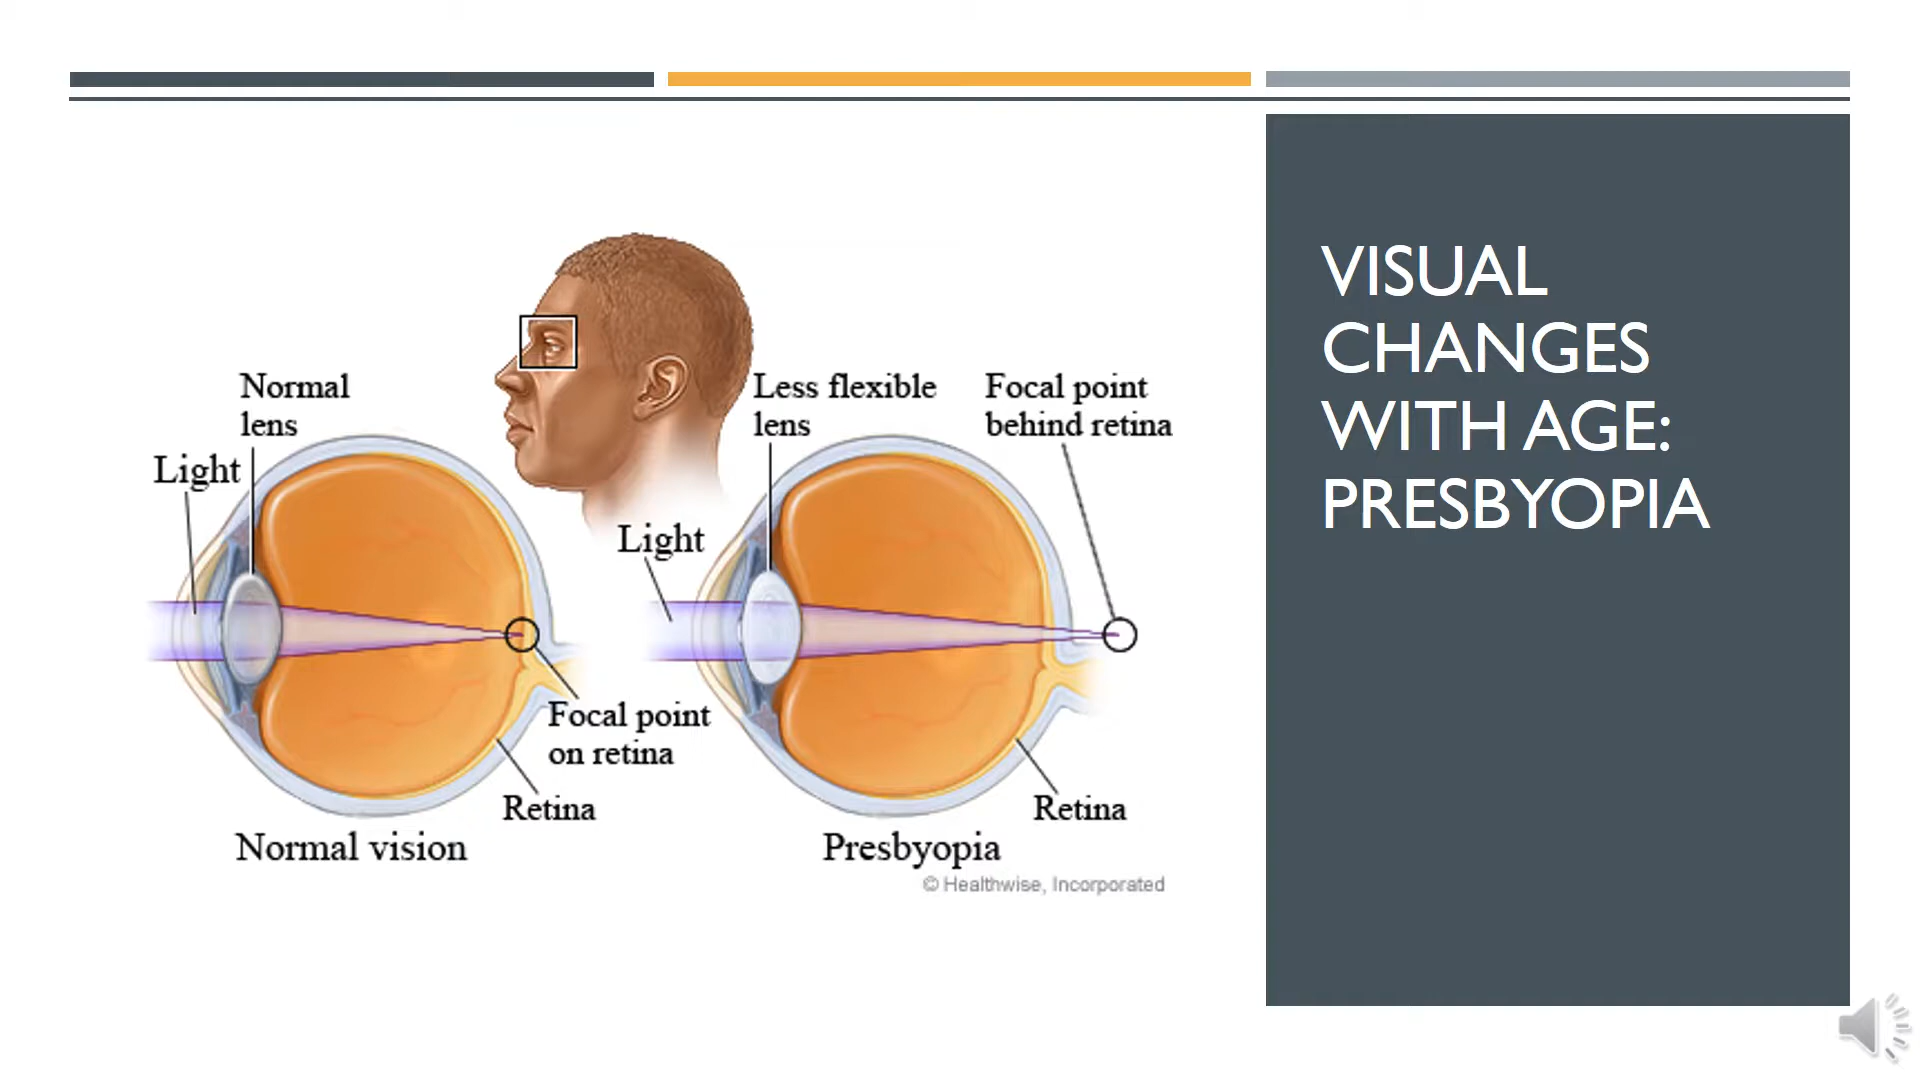 Normal
lens
Light
Focal point
on retina
Retina
Normal vision
Less flexible
lens
Focal point
behind retina
Light
Retina
Presbyopia
© Healthwise, Incorporated
VISUAL
CHANGES
WITH AGE:
PRESBYOPIA